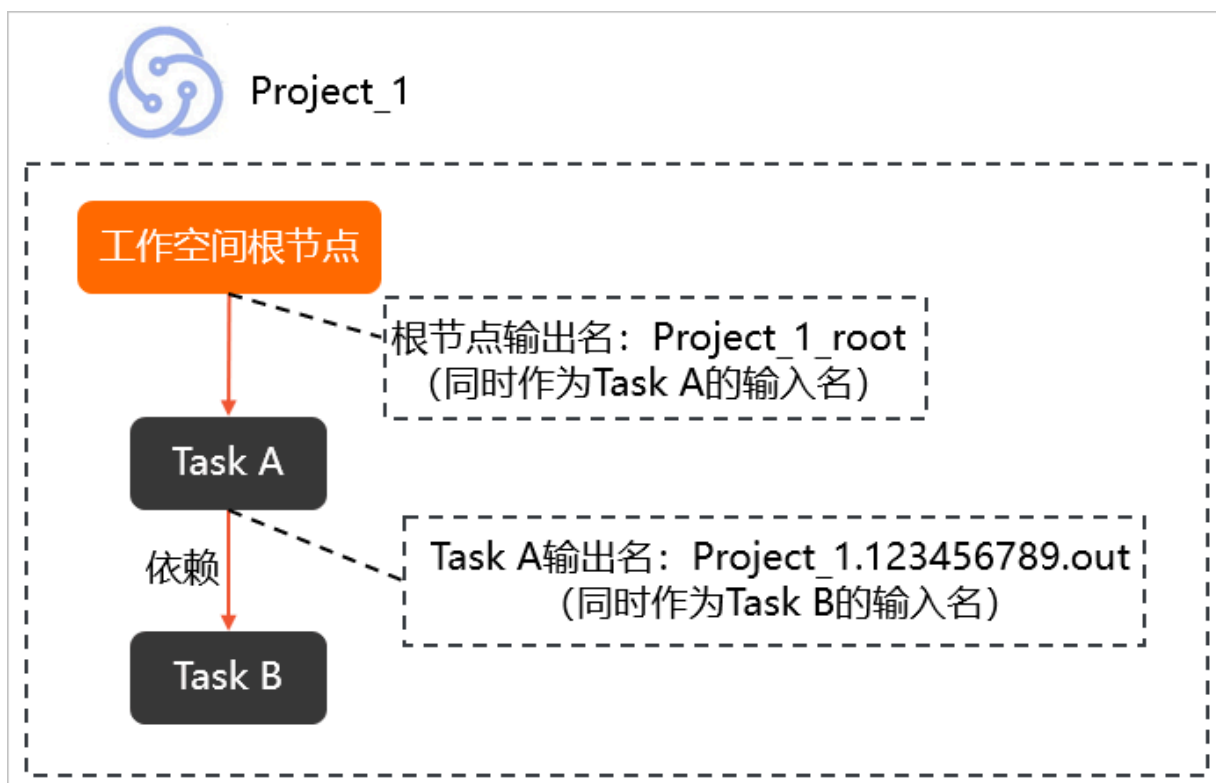 Project_1
工作空间根节点
根节点输出名：Project_1_root
（同时作为Task A的输入名）
Task A
Task A输出名：Project_1.123456789.out
（同时作为Task B的输入名）
依赖
Task B